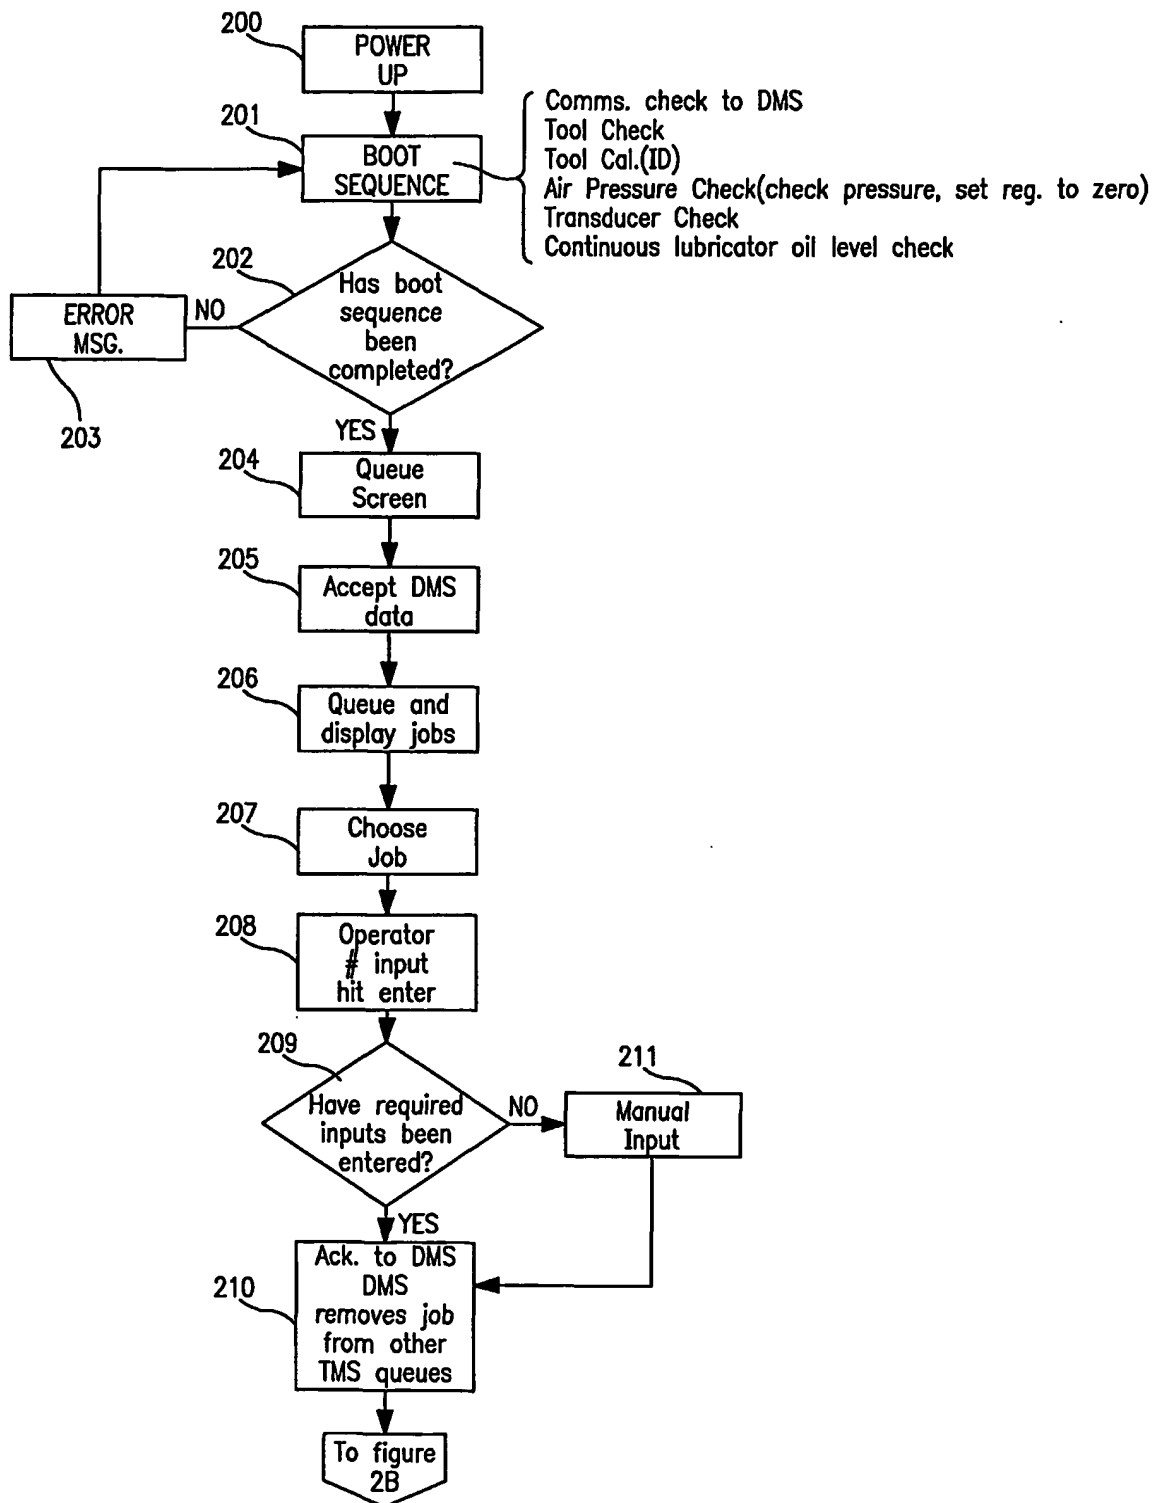 200
POWER
UP
201
BOOT
SEQUENCE
Comms. check to DMS
Tool Check
Tool Cal.(ID)
Air Pressure Check(check pressure, set reg. to zero)
Transducer Check
Continuous lubricator oil level check
202
Has boot
sequence
been
completed?
NO
ERROR
MSG.
203
YES
204
Queue
Screen
205
Accept DMS
data
206
Queue and
display jobs
207
Choose
Job
208
Operator
# input
hit enter
209
Have required
inputs been
entered?
NO
211
Manual
Input
YES
210
Ack. to DMS
DMS
removes job
from other
TMS queues
To figure
2B